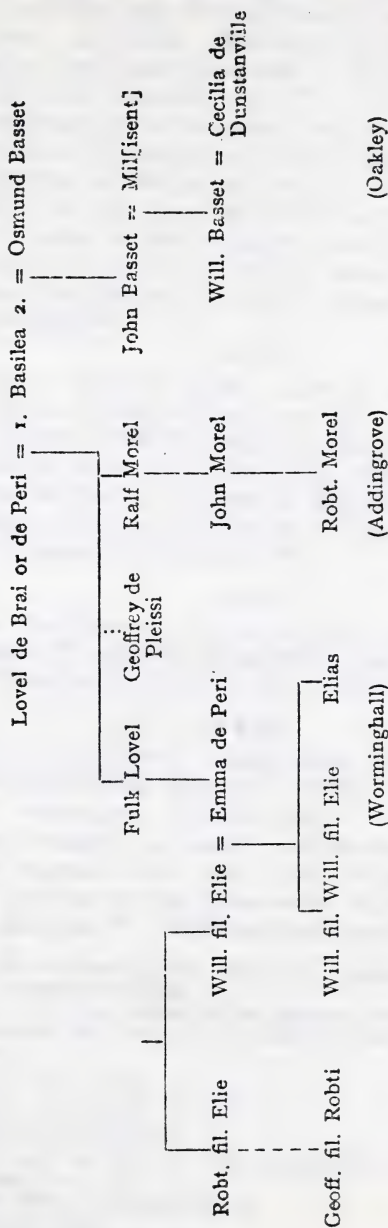 Lovel de Brai or de Peri = 1. Basilea 2. = Osmund Basset
Fulk Lovel Geoffrey de Ralf Morel John Basset = Mil[isent]
Pleissi
Robt. fil. Elie Will. fil. Elie = Emma de Peri John Morel Will. Basset = Cecilia de
Dunstanville
Geoff. fil. Robti Will. fil. Will. fil. Elie Elias Robt. Morel
(Worminghall) (Addingrove) (Oakley)